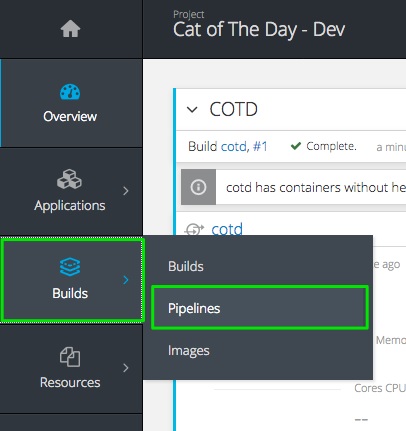 Project
Cat of The Day - Dev
Overview
COTD
Build cotd, #1 Complete. a minu
cotd has containers without he
Applications
cotd
Builds
Builds
e ago
Pipelines
Memo
Images
Resources
Cores CPU
--